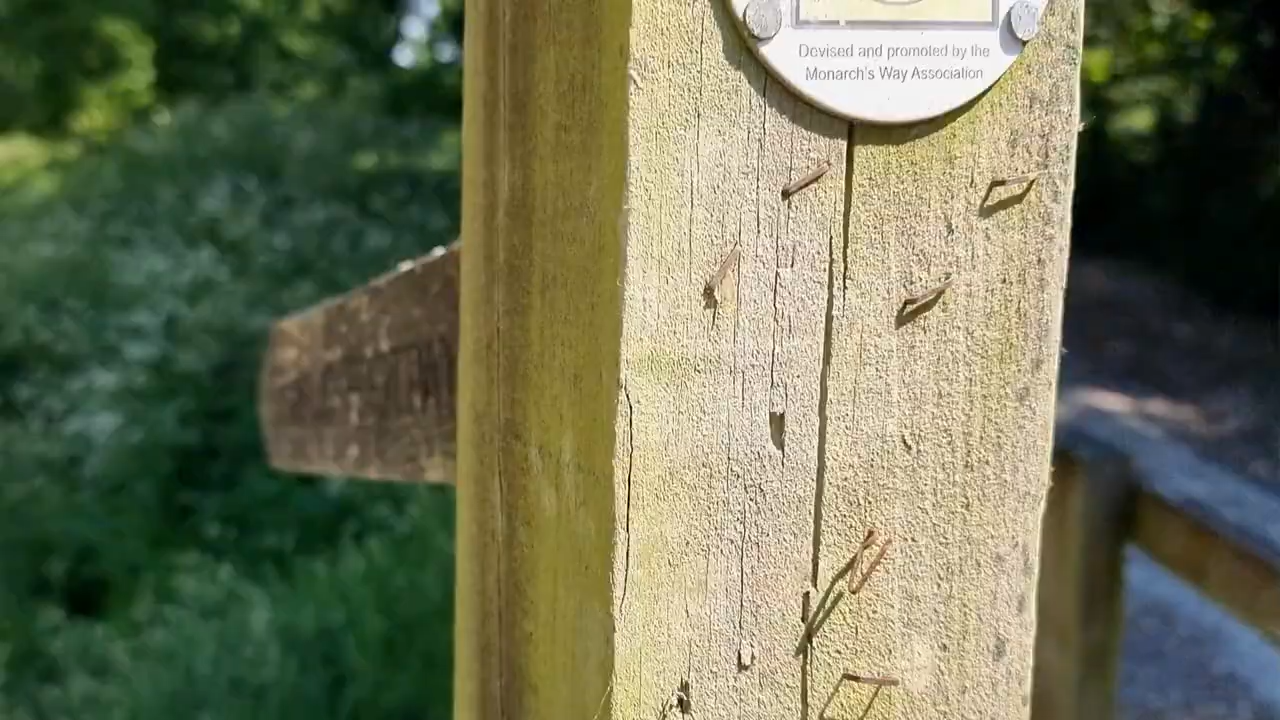 Devised and promoted by the
Monarch's Way Association